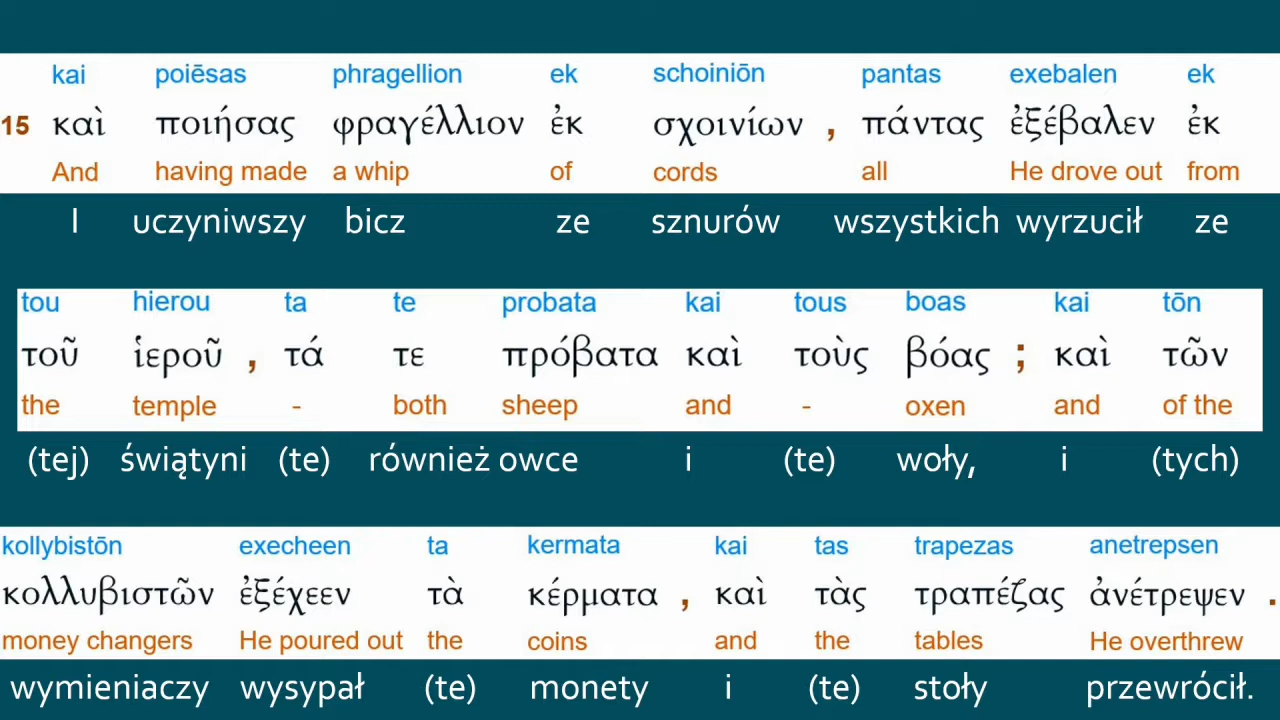 kai poiēsas phragellion ek schoiniōn pantas exebalen ek
15 καὶ ποιήσας φραγέλλιον ἐκ σχοινίων , πάντας ἐξέβαλεν ἐκ
And having made a whip of cords all He drove out from
I uczyniwszy bicz ze sznurów wszystkich wyrzucił ze
tou hierou ta te probata kai tous boas kai tōn
τοῦ ἱεροῦ , τά τε πρόβατα καὶ τοὺς βόας ; καὶ τῶν
the temple - both sheep and - oxen and of the
(tej) świątyni (te) również owce i (te) woły, i (tych)
kollybistōn execheen ta kermata kai tas trapezas anetrepsen
κολλυβιστῶν ἐξέχεεν τὰ κέρματα , καὶ τὰς τραπέζας ἀνέτρεψεν .
money changers He poured out the coins and the tables He overthrew
wymieniaczy wysypał (te) monety i (te) stoły przewrócił.